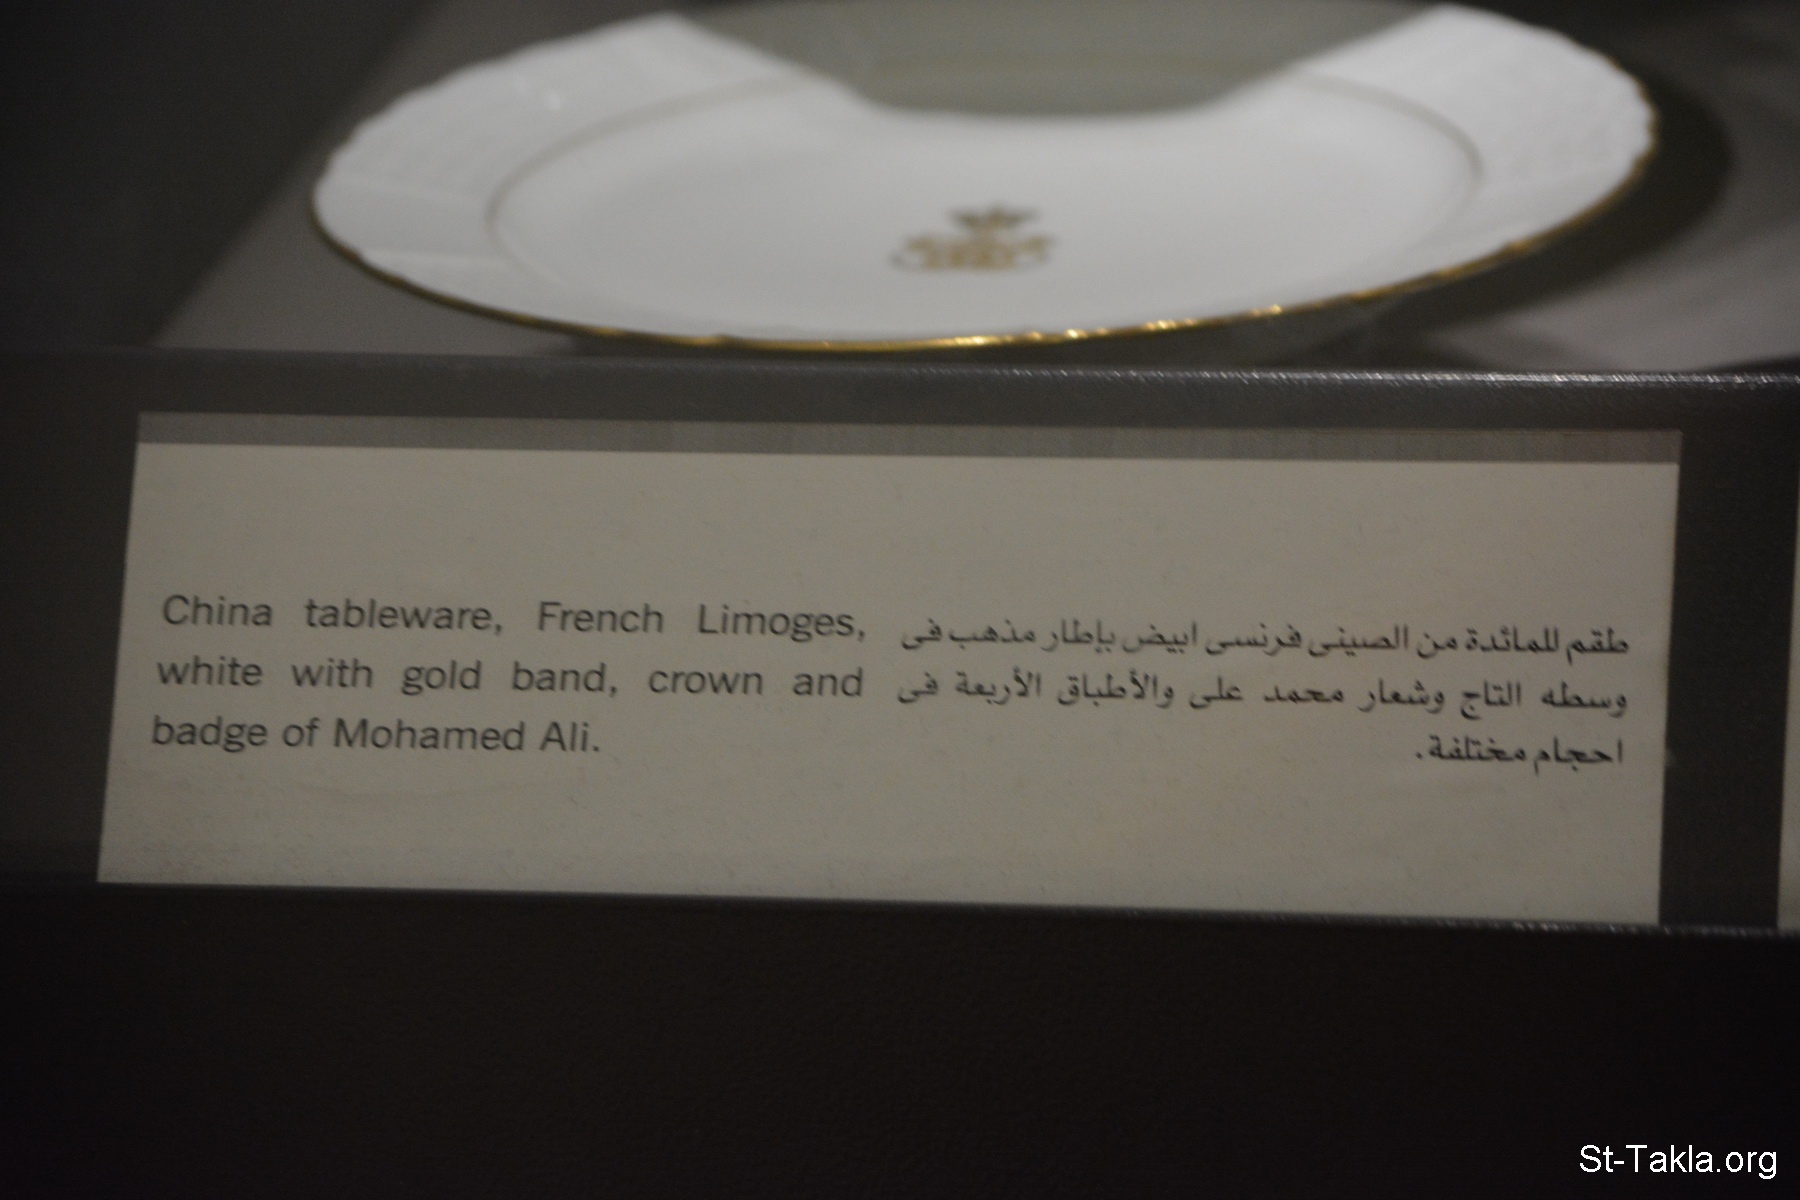 China tableware, French Limoges,
white with gold band, crown and
badge of Mohamed Ali.
طقم للمائدة من الصينى فرنسى ابيض بإطار مذهب فى
وسطه التاج وشعار محمد على والأطباق الأربعة فى
احجام مختلفة.
St-Takla.org